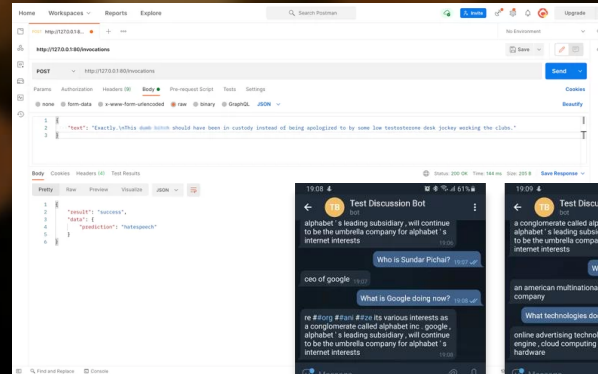 Home Workspaces Reports Explore
Search Postman
Invite
Upgrade
POST http://127.0.0.1:8...
No Environment
http://127.0.0.1:80/invocations
Save
POST http://127.0.0.1:80/invocations
Send
Params Authorization Headers (9) Body Pre-request Script Tests Settings
Cookies
none form-data x-www-form-urlencoded raw binary GraphQL JSON
Beautify
1 {
2 "text": "Exactly.\nThis should have been in custody instead of being apologized to by some low testosterone desk jockey working the clubs."
3 }
Body Cookies Headers (4) Test Results
Status: 200 OK Time: 144 ms Size: 205 B Save Response
Pretty Raw Preview Visualize JSON
1 {
2 "result": "success",
3 "data": {
4 "prediction": "hatespeech"
5 }
6 }
19:08
61%
TB
Test Discussion Bot
bot
alphabet ' s leading subsidiary , will continue
to be the umbrella company for alphabet ' s
internet interests
19:06
Who is Sundar Pichai? 19:07
ceo of google 19:07
What is Google doing now? 19:08
re ##org ##ani ##ze its various interests as
a conglomerate called alphabet inc . google ,
alphabet ' s leading subsidiary , will continue
to be the umbrella company for alphabet ' s
internet interests
19:08
Message
19:09
TB
Test Discu
bot
a conglomerate called alp
alphabet ' s leading subsi
to be the umbrella compa
internet interests
W
an american multinationa
company
What technologies do
online advertising technol
engine , cloud computing
hardware
Message
Find and Replace Console